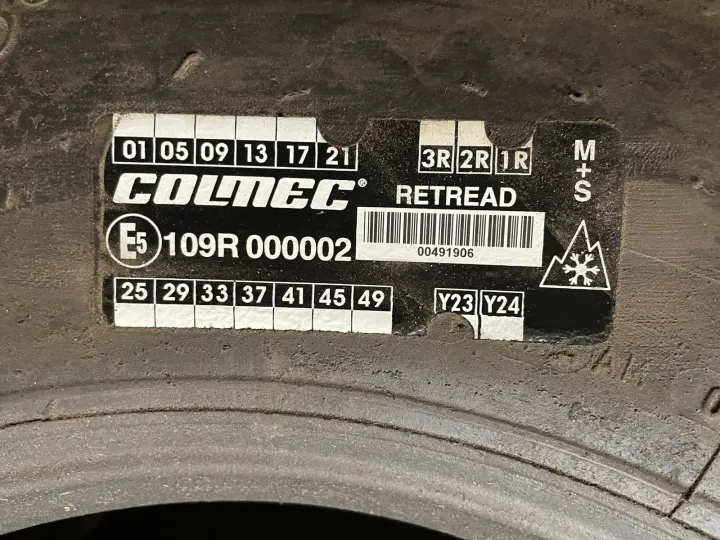 01 05 09 13 17 21
3R 2R 1R
M+S
COLMEC®
RETREAD
E5 109R 000002
00491906
25 29 33 37 41 45 49
Y23 Y24